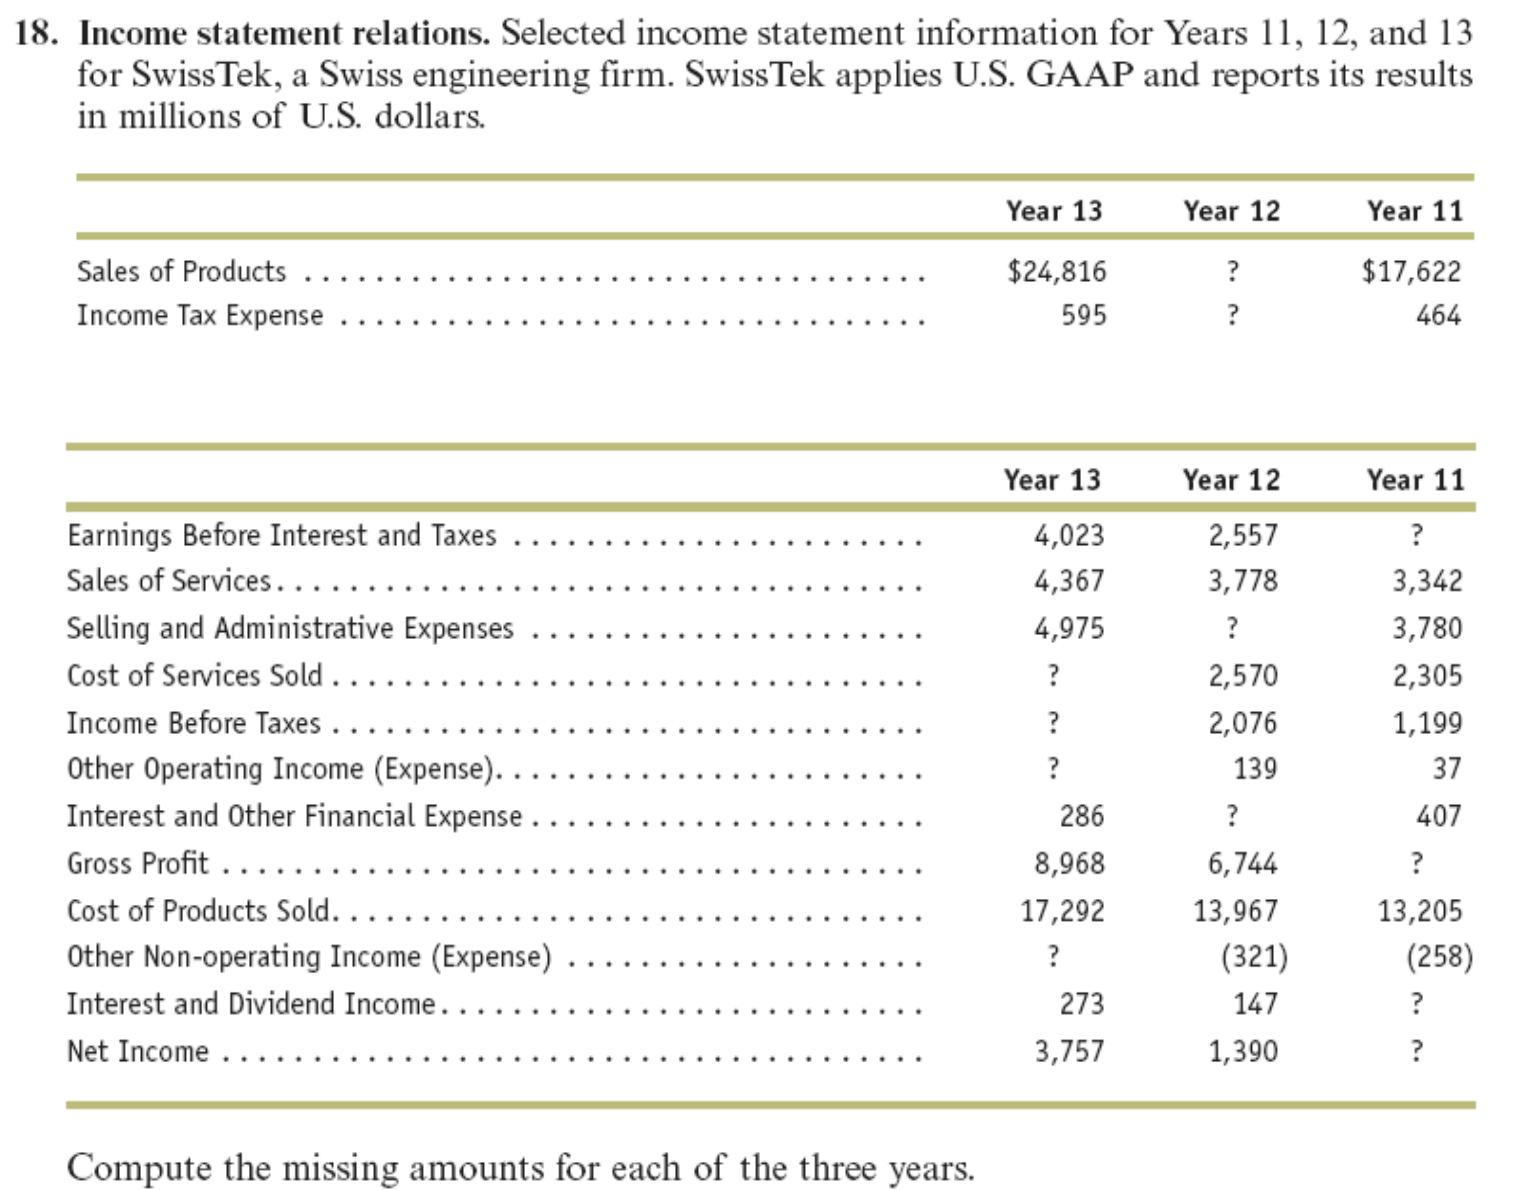 18. Income statement relations. Selected income statement information for Years 11, 12, and 13
for SwissTek, a Swiss engineering firm. SwissTek applies U.S. GAAP and reports its results
in millions of U.S. dollars.
Year 13 Year 12 Year 11
Sales of Products . . . . . . . . . . . . . . . . . . . . . . . . . . . . . . . . . . . $24,816 ? $17,622
Income Tax Expense . . . . . . . . . . . . . . . . . . . . . . . . . . . . . . . . . 595 ? 464
Year 13 Year 12 Year 11
Earnings Before Interest and Taxes . . . . . . . . . . . . . . . . . . . . . . . 4,023 2,557 ?
Sales of Services . . . . . . . . . . . . . . . . . . . . . . . . . . . . . . . . . . . . 4,367 3,778 3,342
Selling and Administrative Expenses . . . . . . . . . . . . . . . . . . . . . . 4,975 ? 3,780
Cost of Services Sold . . . . . . . . . . . . . . . . . . . . . . . . . . . . . . . . . ? 2,570 2,305
Income Before Taxes . . . . . . . . . . . . . . . . . . . . . . . . . . . . . . . . . ? 2,076 1,199
Other Operating Income (Expense). . . . . . . . . . . . . . . . . . . . . . . . ? 139 37
Interest and Other Financial Expense . . . . . . . . . . . . . . . . . . . . . . 286 ? 407
Gross Profit . . . . . . . . . . . . . . . . . . . . . . . . . . . . . . . . . . . . . . . 8,968 6,744 ?
Cost of Products Sold. . . . . . . . . . . . . . . . . . . . . . . . . . . . . . . . . 17,292 13,967 13,205
Other Non-operating Income (Expense) . . . . . . . . . . . . . . . . . . . . ? (321) (258)
Interest and Dividend Income. . . . . . . . . . . . . . . . . . . . . . . . . . . 273 147 ?
Net Income . . . . . . . . . . . . . . . . . . . . . . . . . . . . . . . . . . . . . . . 3,757 1,390 ?
Compute the missing amounts for each of the three years.